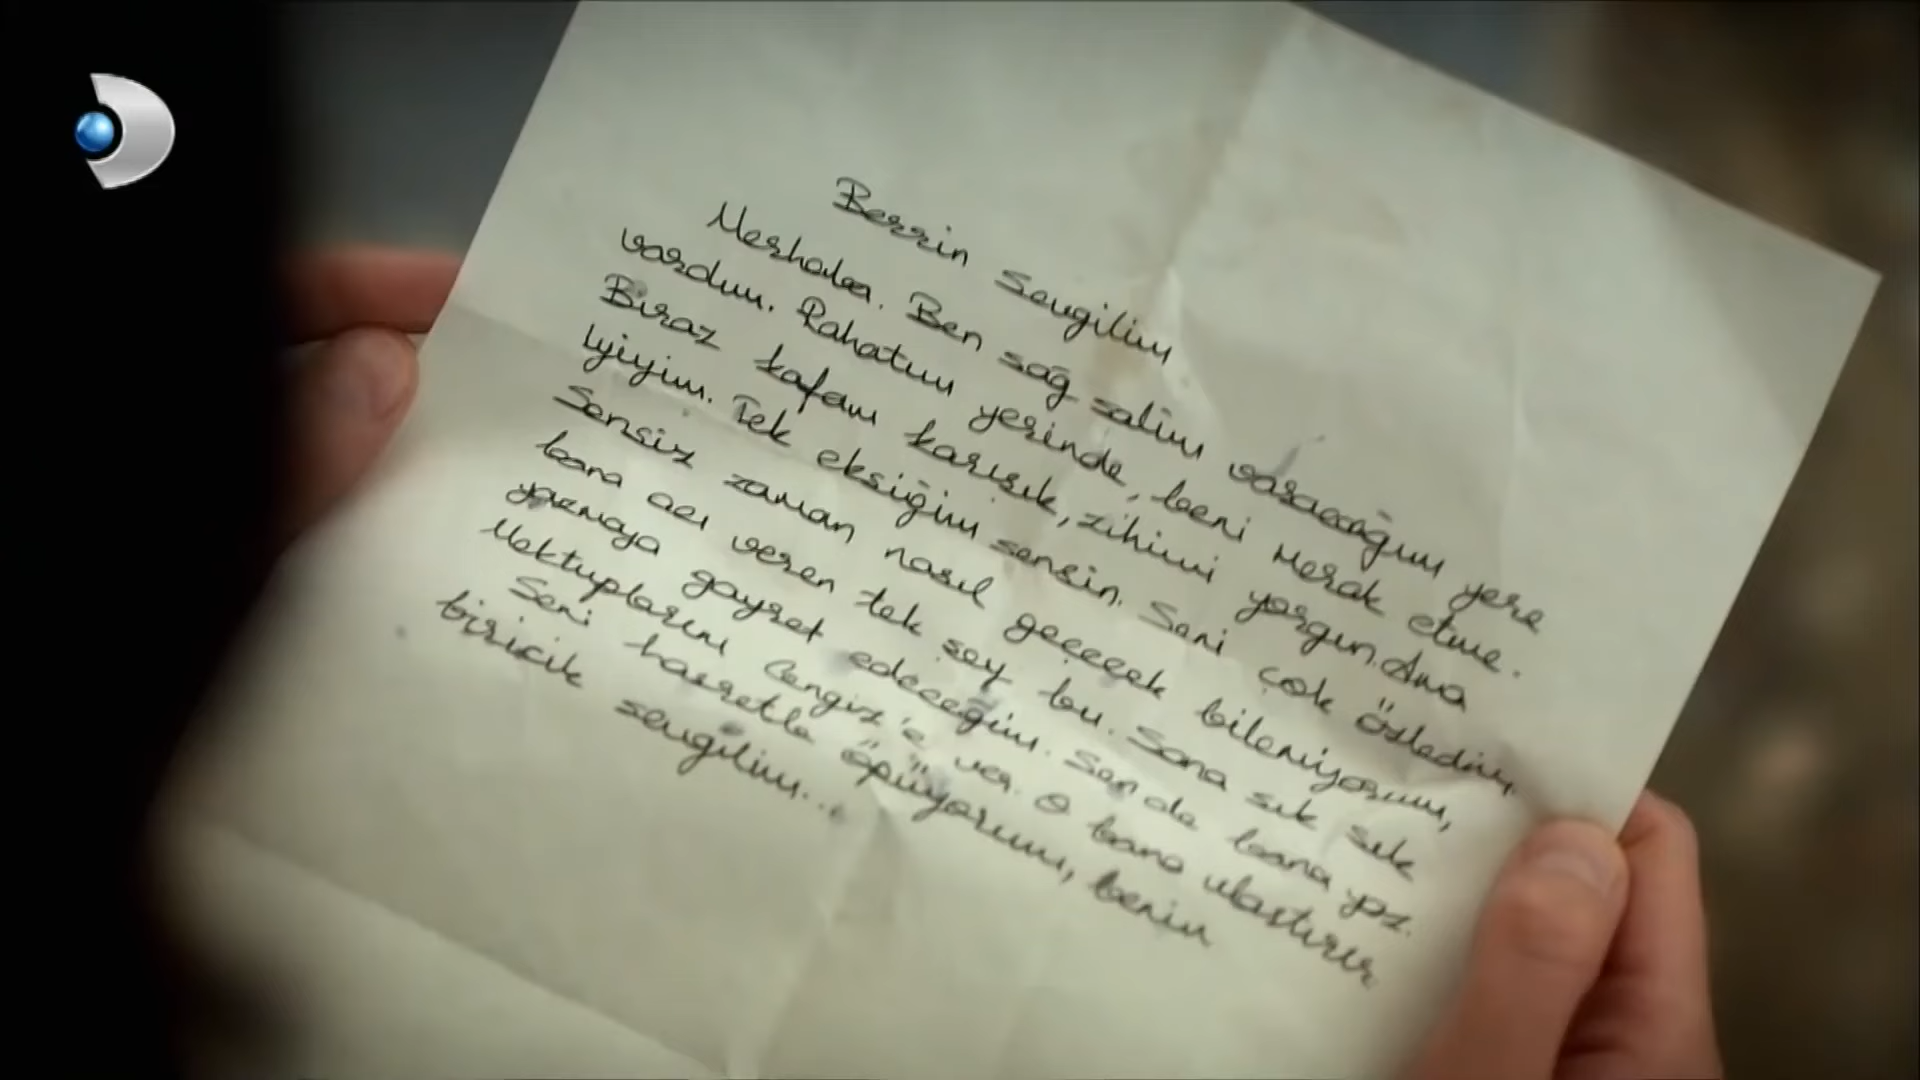 Berrin Sevgilim
Merhaba. Ben sağ salim varacağım yere
vardım. Rahatım yerinde, beni merak etme.
Biraz kafam karışık, zihimi yorgun. Ama
İyiyim. Tek eksiğim sensin. Seni çok özledim,
Sensiz zaman nasıl geçecek bilemiyorum,
bana acı veren tek şey bu. Sana sık sık
yazmaya gayret edeceğim. Sen de bana yaz.
Mektuplarını Cengiz'e ver. O bana ulaştırır
Seni hasretle öpüyorum, benim
biricik sevgilim...